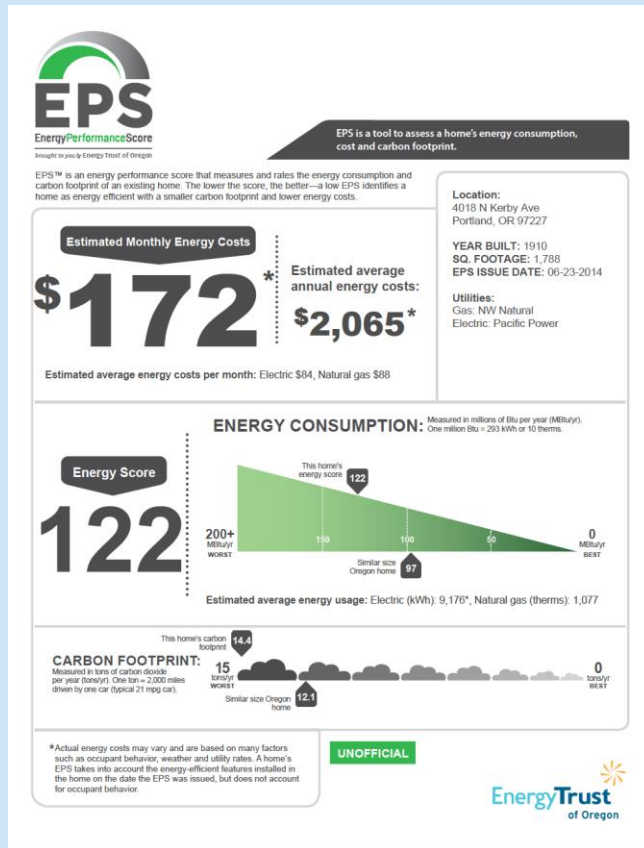 EPS
EnergyPerformanceScore
brought to you by Energy Trust of Oregon
EPS is a tool to assess a home's energy consumption,
cost and carbon footprint.
EPS™ is an energy performance score that measures and rates the energy consumption and
carbon footprint of an existing home. The lower the score, the better—a low EPS identifies a
home as energy efficient with a smaller carbon footprint and lower energy costs.
Location:
4018 N Kerby Ave
Portland, OR 97227
YEAR BUILT: 1910
SQ. FOOTAGE: 1,788
EPS ISSUE DATE: 06-23-2014
Utilities:
Gas: NW Natural
Electric: Pacific Power
Estimated Monthly Energy Costs
$172*
Estimated average
annual energy costs:
$2,065*
Estimated average energy costs per month: Electric $84, Natural gas $88
ENERGY CONSUMPTION:
Measured in millions of Btu per year (MBtu/yr).
One million Btu = 293 kWh or 10 therms.
Energy Score
122
This home's
energy score
122
200+
MBtu/yr
WORST
150
100
50
0
MBtu/yr
BEST
Similar size
Oregon home
97
Estimated average energy usage: Electric (kWh): 9,176*, Natural gas (therms): 1,077
This home's carbon
footprint
14.4
CARBON FOOTPRINT:
Measured in tons of carbon dioxide
per year (tons/yr). One ton = 2,000 miles
driven by one car (typical 21 mpg car).
15
tons/yr
WORST
0
tons/yr
BEST
Similar size Oregon
home
12.1
*Actual energy costs may vary and are based on many factors
such as occupant behavior, weather and utility rates. A home's
EPS takes into account the energy-efficient features installed in
the home on the date the EPS was issued, but does not account
for occupant behavior.
UNOFFICIAL
EnergyTrust
of Oregon